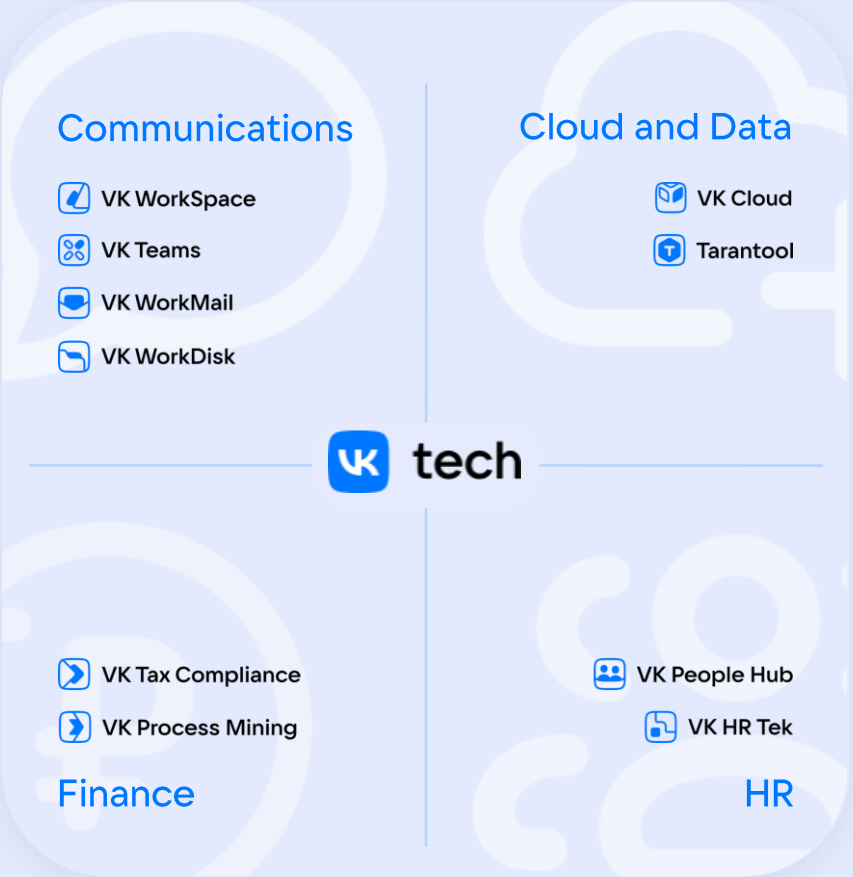 Communications
VK WorkSpace
VK Teams
VK WorkMail
VK WorkDisk
Cloud and Data
VK Cloud
T
Tarantool
VK tech
VK Tax Compliance
VK Process Mining
Finance
VK People Hub
VK HR Tek
HR